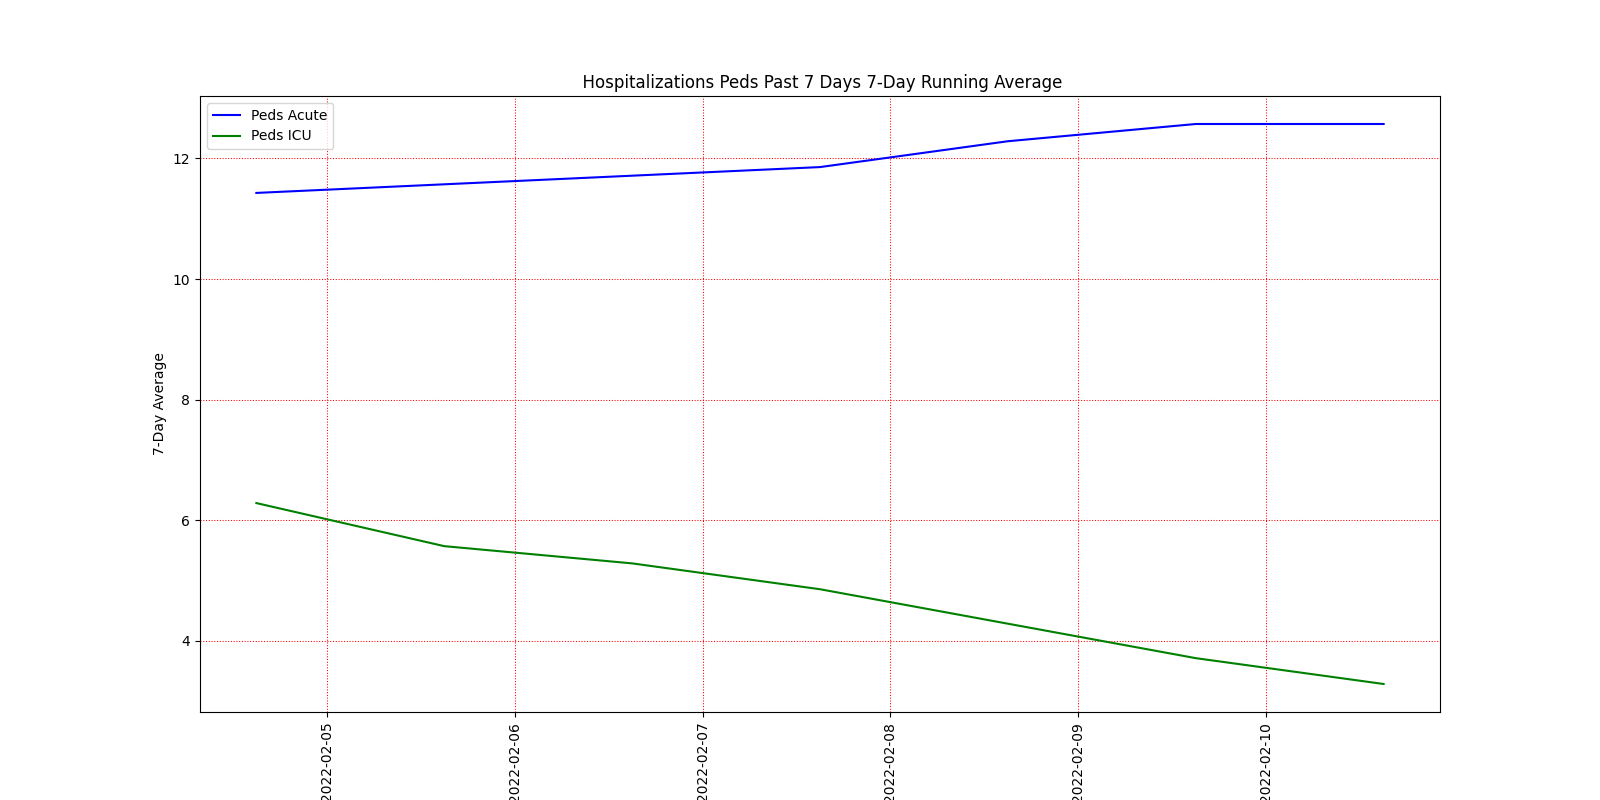 Hospitalizations Peds Past 7 Days 7-Day Running Average
Peds Acute
Peds ICU
12
10
8
6
4
7-Day Average
2022-02-05
2022-02-06
2022-02-07
2022-02-08
2022-02-09
2022-02-10